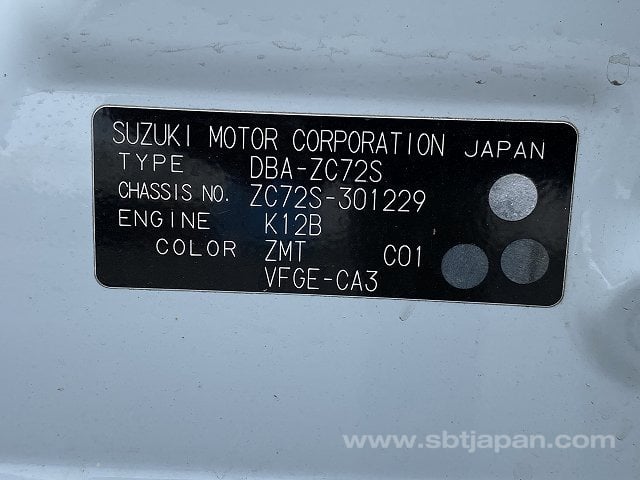 SUZUKI MOTOR CORPORATION JAPAN
TYPE DBA-ZC72S
CHASSIS NO. ZC72S-301229
ENGINE K12B
COLOR ZMT C01
VFGE-CA3
www.sbtjapan.com